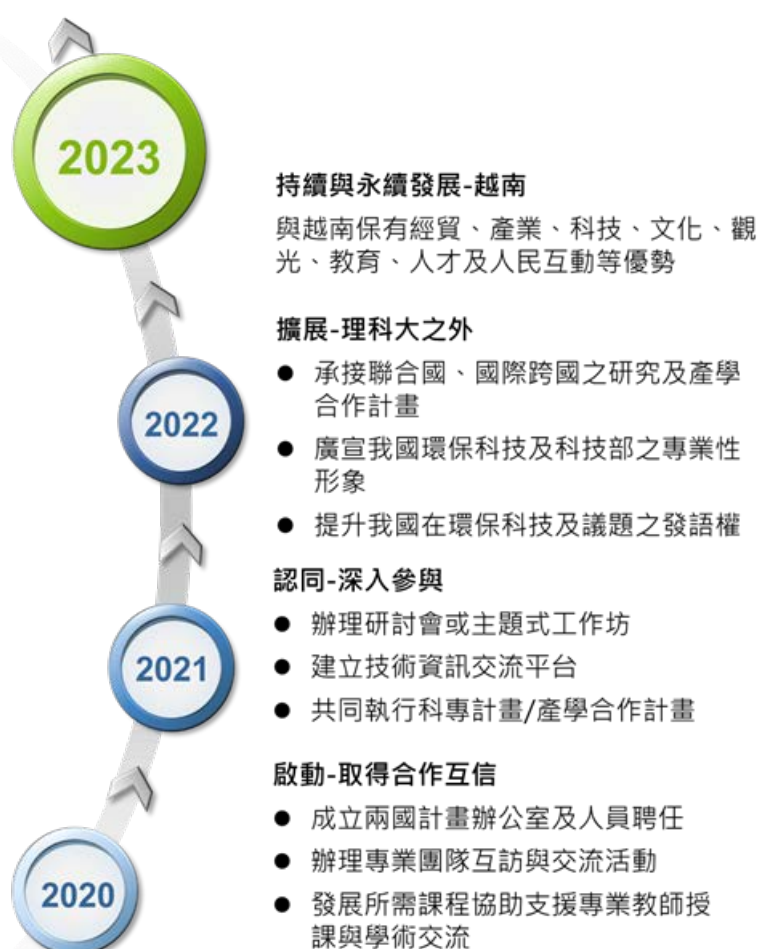 2023
持續與永續發展-越南
與越南保有經貿、產業、科技、文化、觀
光、教育、人才及人民互動等優勢
擴展-理科大之外
2022
● 承接聯合國、國際跨國之研究及產學
合作計畫
● 廣宣我國環保科技及科技部之專業性
形象
● 提升我國在環保科技及議題之發語權
認同-深入參與
2021
● 辦理研討會或主題式工作坊
● 建立技術資訊交流平台
● 共同執行科專計畫/產學合作計畫
啟動-取得合作互信
2020
● 成立兩國計畫辦公室及人員聘任
● 辦理專業團隊互訪與交流活動
● 發展所需課程協助支援專業教師授
課與學術交流